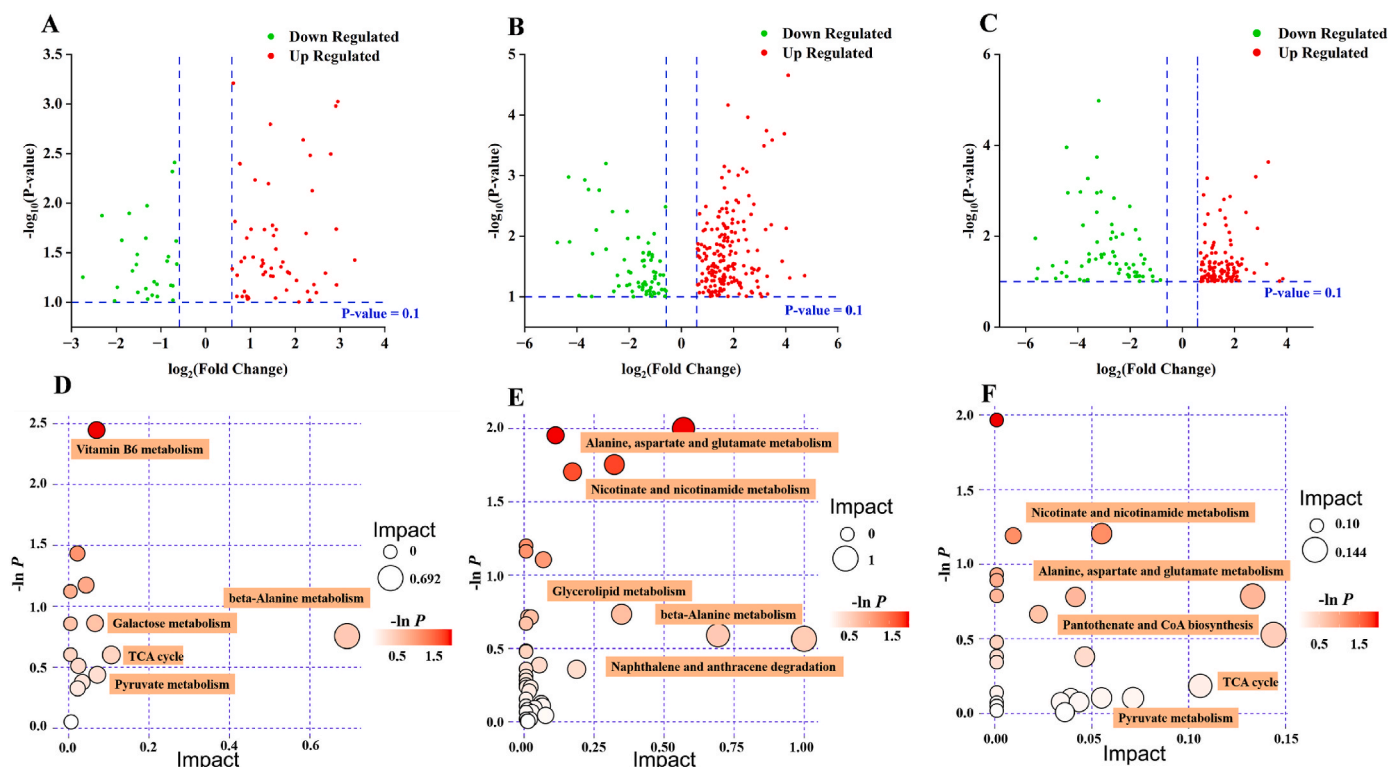 A
Down Regulated
Up Regulated
3.5
3.0
2.5
2.0
1.5
1.0
-log10(P-value)
P-value = 0.1
−3 −2 −1 0 1 2 3 4
log2(Fold Change)
B
Down Regulated
Up Regulated
5
4
3
2
1
-log10(P-value)
P-value = 0.1
−6 −4 −2 0 2 4 6
log2(Fold Change)
C
Down Regulated
Up Regulated
6
4
2
0
-log10(P-value)
P-value = 0.1
−6 −4 −2 0 2 4
log2(Fold Change)
D
2.5
2.0
1.5
1.0
0.5
0.0
-ln P
Vitamin B6 metabolism
beta-Alanine metabolism
Galactose metabolism
TCA cycle
Pyruvate metabolism
0.0 0.2 0.4 0.6
Impact
Impact
0
0.692
-ln P
0.5 1.5
E
2.0
1.5
1.0
0.5
0.0
-ln P
Alanine, aspartate and glutamate metabolism
Nicotinate and nicotinamide metabolism
Glycerolipid metabolism
beta-Alanine metabolism
Naphthalene and anthracene degradation
0.00 0.25 0.50 0.75 1.00
Impact
Impact
0
1
-ln P
0.5 1.5
F
2.0
1.5
1.0
0.5
0.0
-ln P
Nicotinate and nicotinamide metabolism
Alanine, aspartate and glutamate metabolism
Pantothenate and CoA biosynthesis
TCA cycle
Pyruvate metabolism
0.00 0.05 0.10 0.15
Impact
Impact
0.10
0.144
-ln P
0.5 1.5